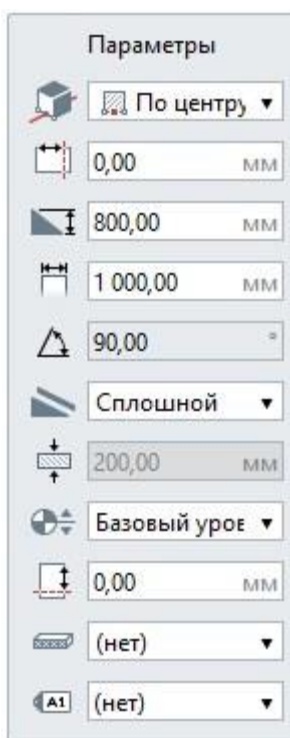 Параметры
По центру
0,00 мм
800,00 мм
1 000,00 мм
90,00 °
Сплошной
200,00 мм
Базовый уров
0,00 мм
(нет)
A1 (нет)